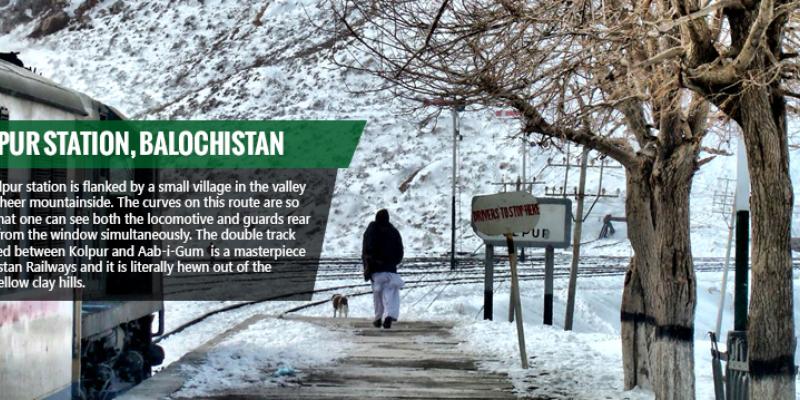 PUR STATION, BALOCHISTAN
lpur station is flanked by a small village in the valley
heer mountainside. The curves on this route are so
hat one can see both the locomotive and guards rear
from the window simultaneously. The double track
ed between Kolpur and Aab-i-Gum is a masterpiece
stan Railways and it is literally hewn out of the
ellow clay hills.
DRIVERS TO STOP HERE
LPUR